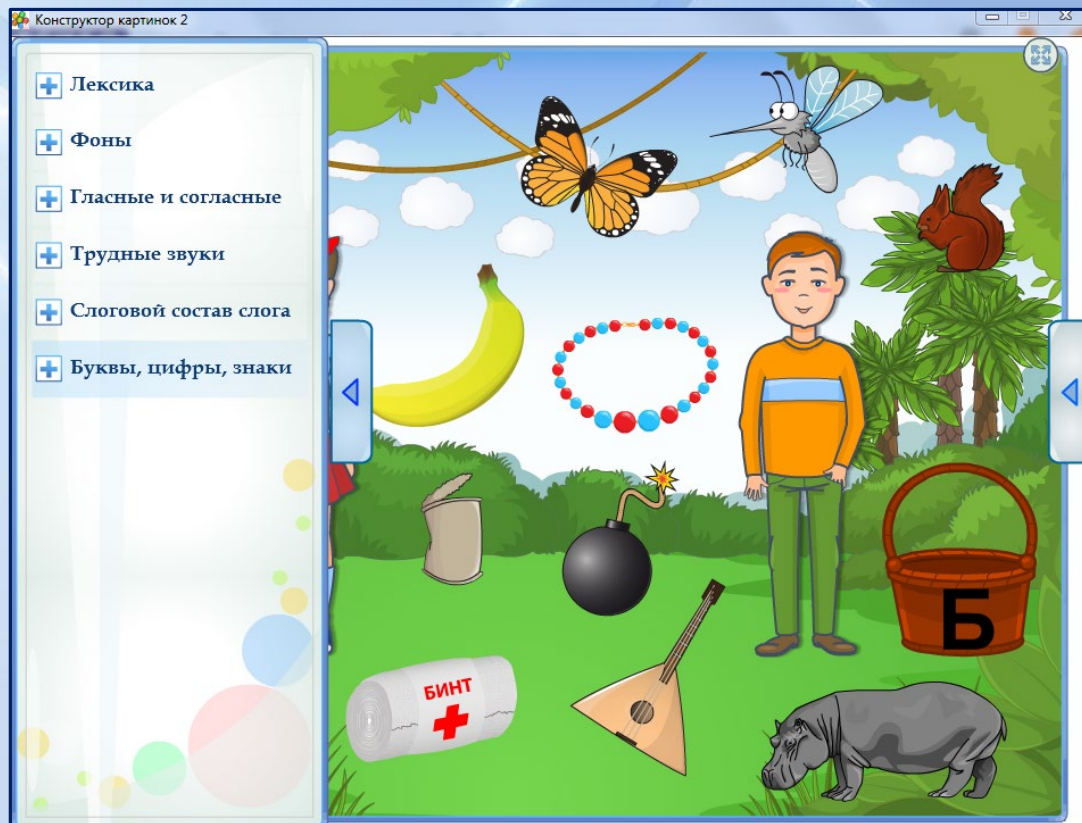 Конструктор картинок 2
Лексика
Фоны
Гласные и согласные
Трудные звуки
Слоговой состав слога
Буквы, цифры, знаки
Б
БИНТ